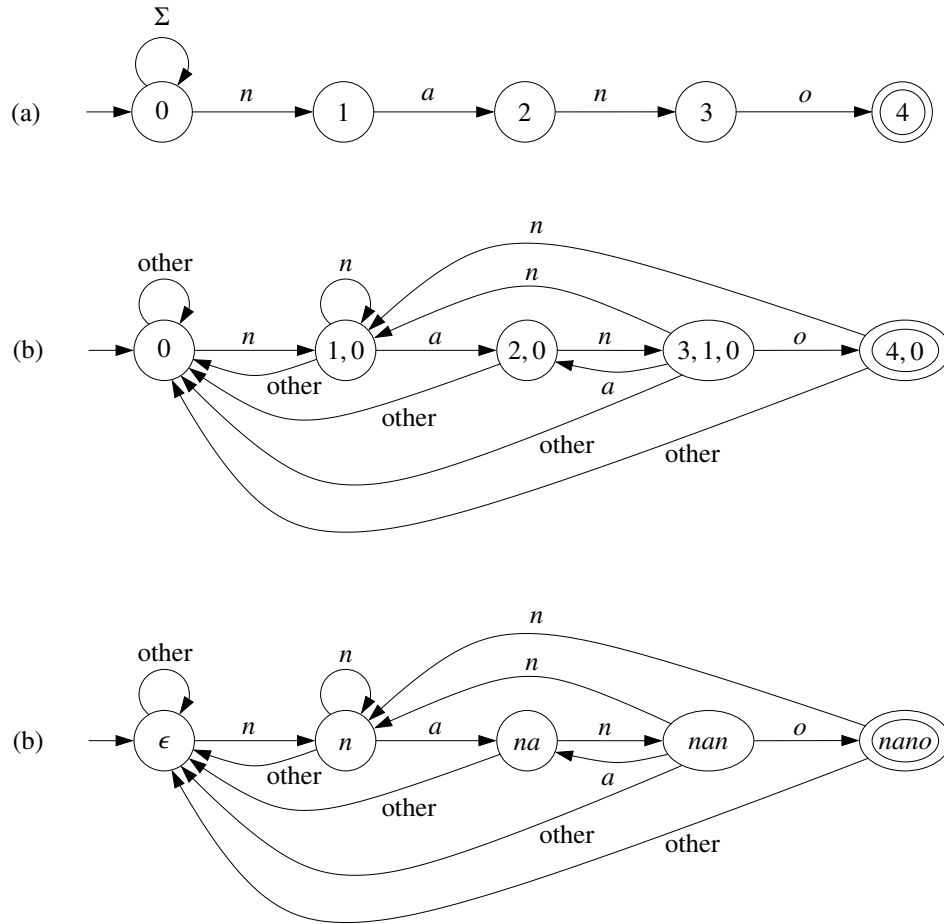 Σ
(a) 0 n 1 a 2 n 3 o 4
n
other n n
(b) 0 n 1, 0 a 2, 0 n 3, 1, 0 o 4, 0
other a
other
other
other
n
other n n
(b) ϵ n n a na n nan o nano
other a
other
other
other